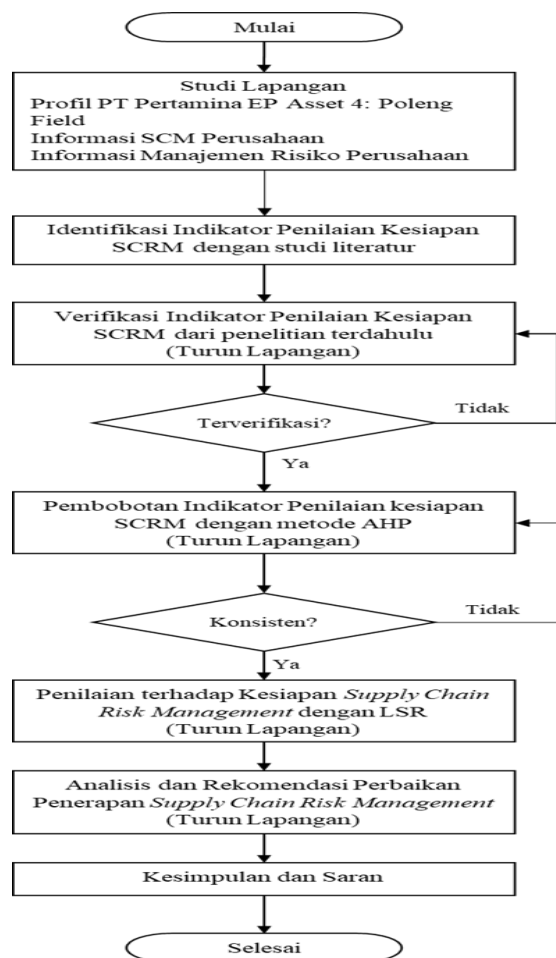 Mulai
Studi Lapangan
Profil PT Pertamina EP Asset 4: Poleng
Field
Informasi SCM Perusahaan
Informasi Manajemen Risiko Perusahaan
Identifikasi Indikator Penilaian Kesiapan
SCRM dengan studi literatur
Verifikasi Indikator Penilaian Kesiapan
SCRM dari penelitian terdahulu
(Turun Lapangan)
Terverifikasi?
Tidak
Ya
Pembobotan Indikator Penilaian kesiapan
SCRM dengan metode AHP
(Turun Lapangan)
Konsisten?
Tidak
Ya
Penilaian terhadap Kesiapan Supply Chain
Risk Management dengan LSR
(Turun Lapangan)
Analisis dan Rekomendasi Perbaikan
Penerapan Supply Chain Risk Management
(Turun Lapangan)
Kesimpulan dan Saran
Selesai